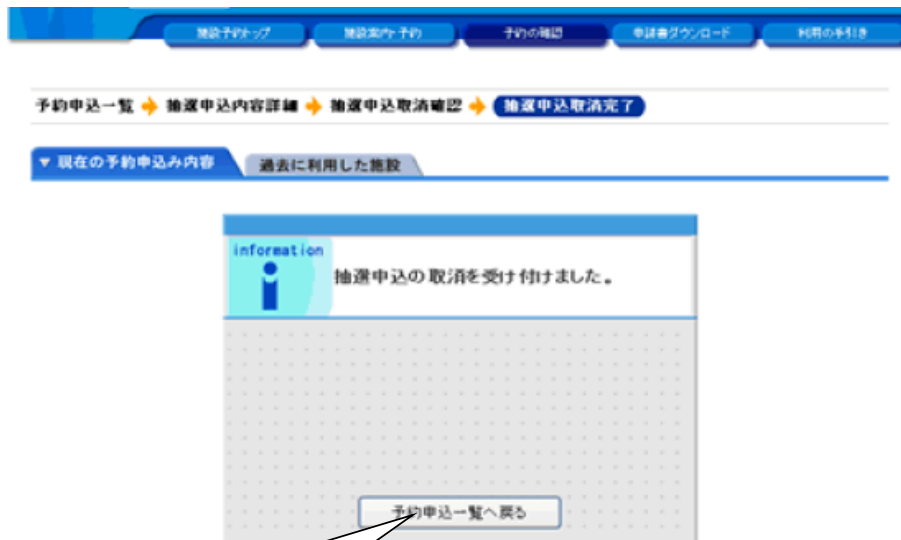 施設予約トップ 施設案内・予約 予約の確認 申請書ダウンロード 利用の手引き
予約申込一覧 抽選申込内容詳細 抽選申込取消確認 抽選申込取消完了
▼ 現在の予約申込み内容 過去に利用した施設
information
i
抽選申込の取消を受け付けました。
予約申込一覧へ戻る